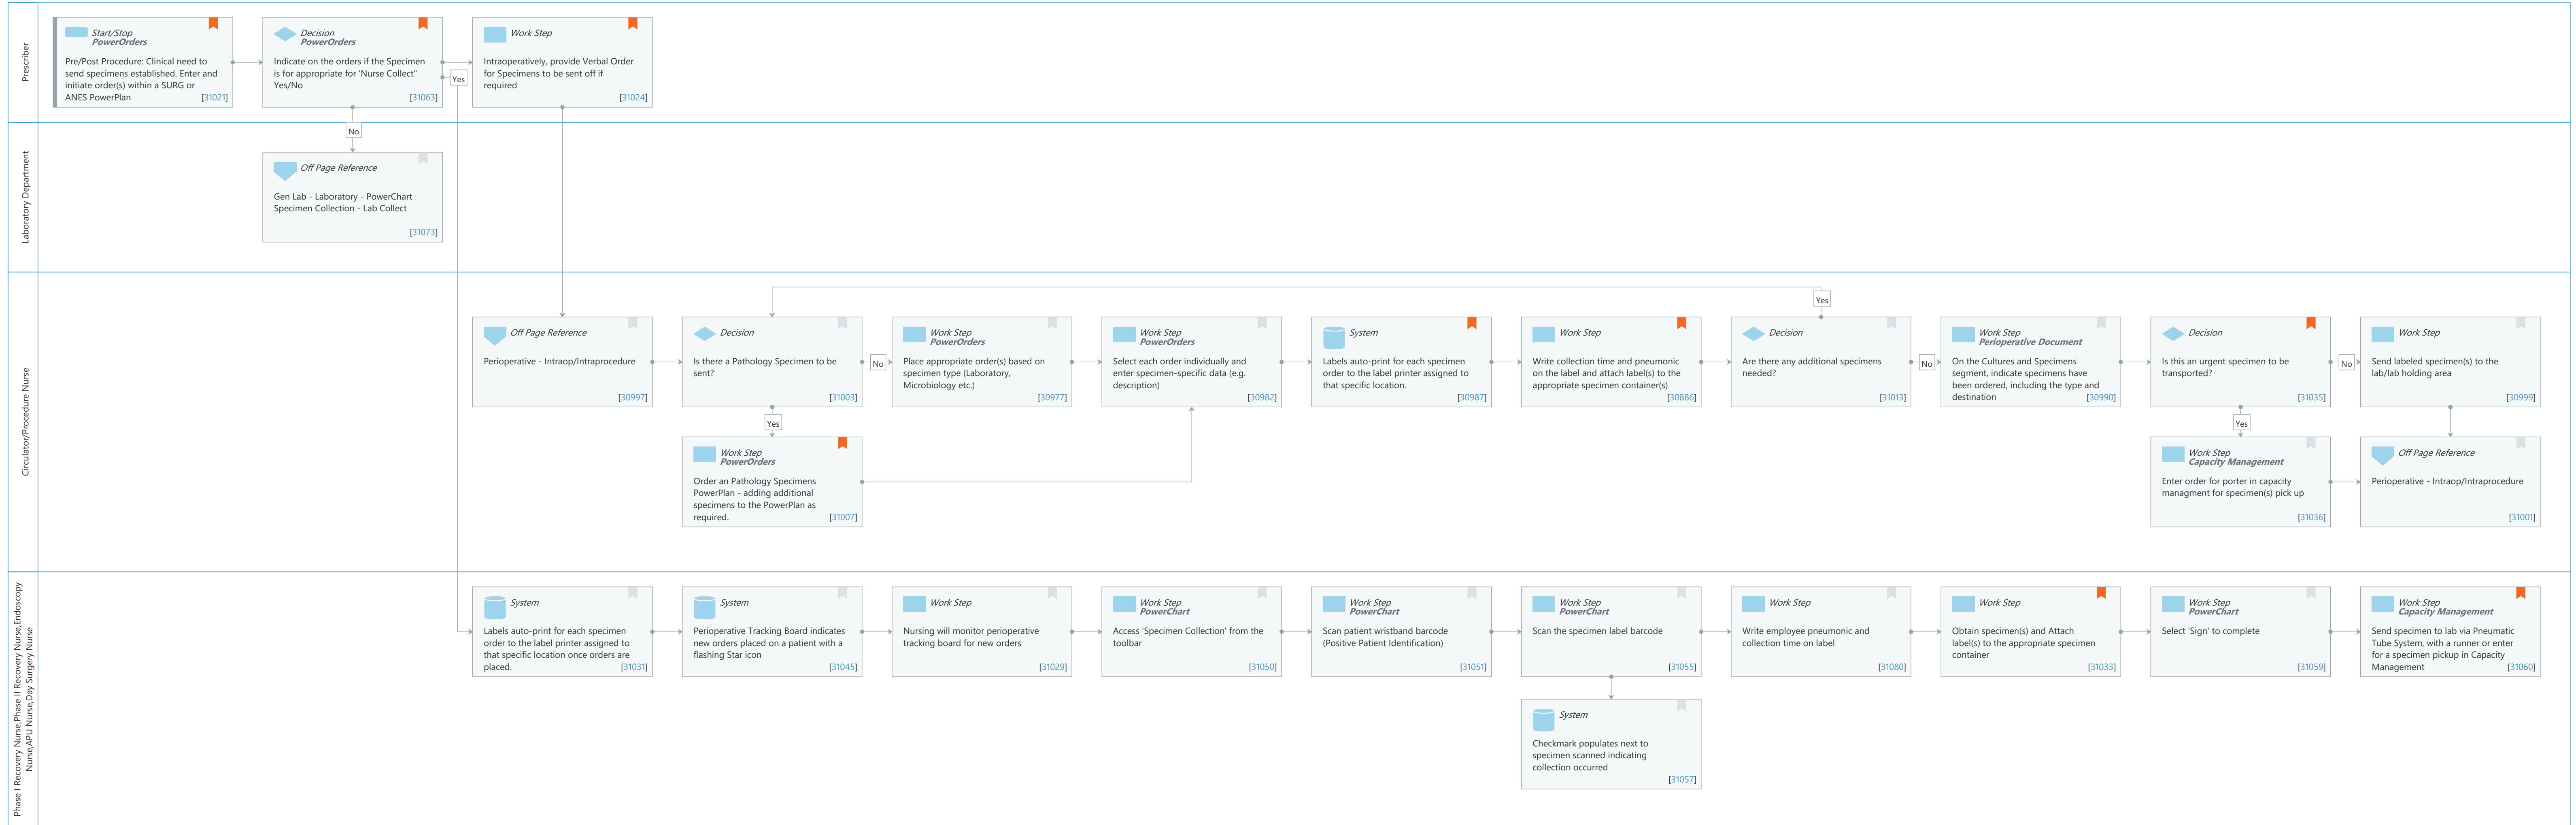 Prescriber
Start/Stop
PowerOrders
Pre/Post Procedure: Clinical need to
send specimens established. Enter and
initiate order(s) within a SURG or
ANES PowerPlan
[31021]
Decision
PowerOrders
Indicate on the orders if the Specimen
is for appropriate for 'Nurse Collect"
Yes/No
[31063]
Yes
Work Step
Intraoperatively, provide Verbal Order
for Specimens to be sent off if
required
[31024]
No
Laboratory Department
Off Page Reference
Gen Lab - Laboratory - PowerChart
Specimen Collection - Lab Collect
[31073]
Circulator/Procedure Nurse
Off Page Reference
Perioperative - Intraop/Intraprocedure
[30997]
Decision
Is there a Pathology Specimen to be
sent?
[31003]
No
Work Step
PowerOrders
Place appropriate order(s) based on
specimen type (Laboratory,
Microbiology etc.)
[30977]
Work Step
PowerOrders
Select each order individually and
enter specimen-specific data (e.g.
description)
[30982]
System
Labels auto-print for each specimen
order to the label printer assigned to
that specific location.
[30987]
Work Step
Write collection time and pneumonic
on the label and attach label(s) to the
appropriate specimen container(s)
[30886]
Yes
Decision
Are there any additional specimens
needed?
[31013]
No
Work Step
Perioperative Document
On the Cultures and Specimens
segment, indicate specimens have
been ordered, including the type and
destination
[30990]
Decision
Is this an urgent specimen to be
transported?
[31035]
No
Work Step
Send labeled specimen(s) to the
lab/lab holding area
[30999]
Yes
Work Step
PowerOrders
Order an Pathology Specimens
PowerPlan - adding additional
specimens to the PowerPlan as
required.
[31007]
Yes
Work Step
Capacity Management
Enter order for porter in capacity
managment for specimen(s) pick up
[31036]
Off Page Reference
Perioperative - Intraop/Intraprocedure
[31001]
Phase I Recovery Nurse,Phase II Recovery Nurse,Endoscopy
Nurse,APU Nurse,Day Surgery Nurse
System
Labels auto-print for each specimen
order to the label printer assigned to
that specific location once orders are
placed.
[31031]
System
Perioperative Tracking Board indicates
new orders placed on a patient with a
flashing Star icon
[31045]
Work Step
Nursing will monitor perioperative
tracking board for new orders
[31029]
Work Step
PowerChart
Access 'Specimen Collection' from the
toolbar
[31050]
Work Step
PowerChart
Scan patient wristband barcode
(Positive Patient Identification)
[31051]
Work Step
PowerChart
Scan the specimen label barcode
[31055]
Work Step
Write employee pneumonic and
collection time on label
[31080]
Work Step
Obtain specimen(s) and Attach
label(s) to the appropriate specimen
container
[31033]
Work Step
PowerChart
Select 'Sign' to complete
[31059]
Work Step
Capacity Management
Send specimen to lab via Pneumatic
Tube System, with a runner or enter
for a specimen pickup in Capacity
Management
[31060]
System
Checkmark populates next to
specimen scanned indicating
collection occurred
[31057]